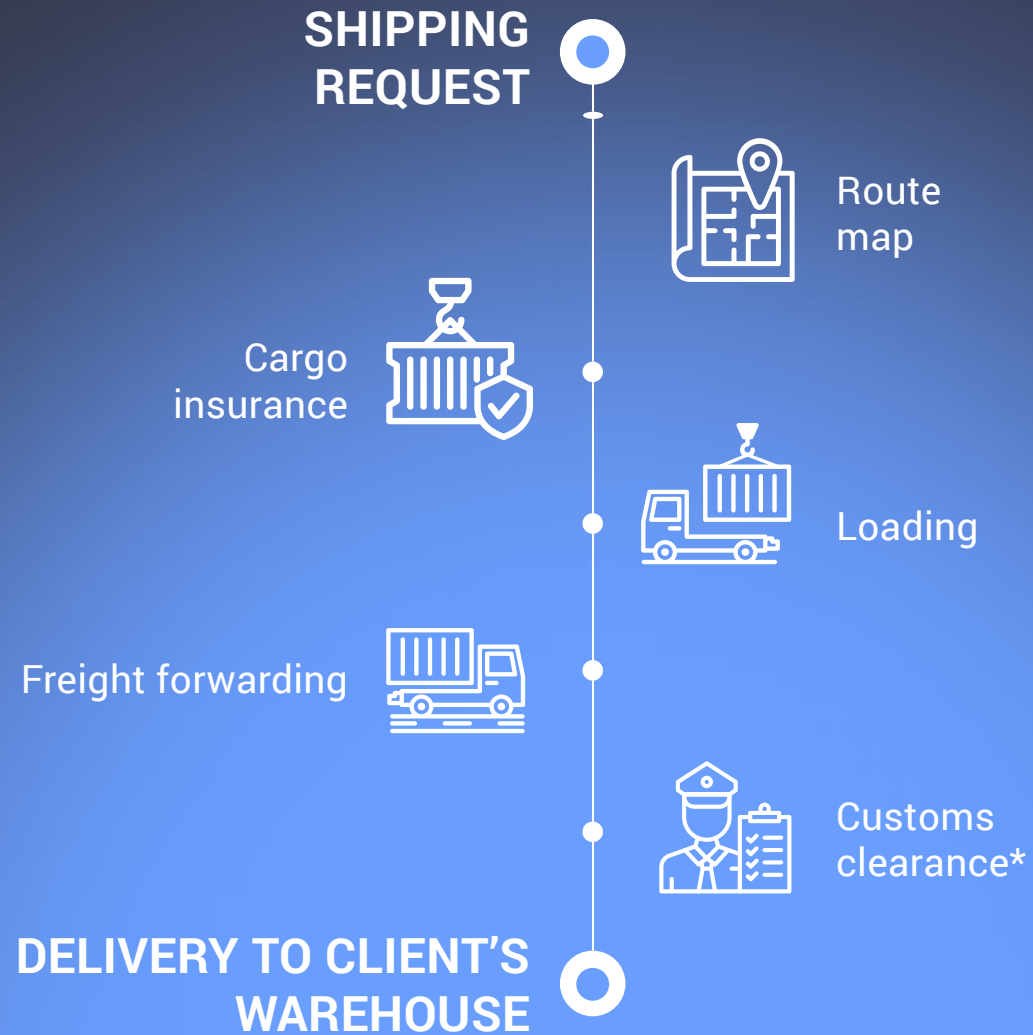 SHIPPING
REQUEST
Route
map
Cargo
insurance
Loading
Freight forwarding
Customs
clearance*
DELIVERY TO CLIENT’S
WAREHOUSE